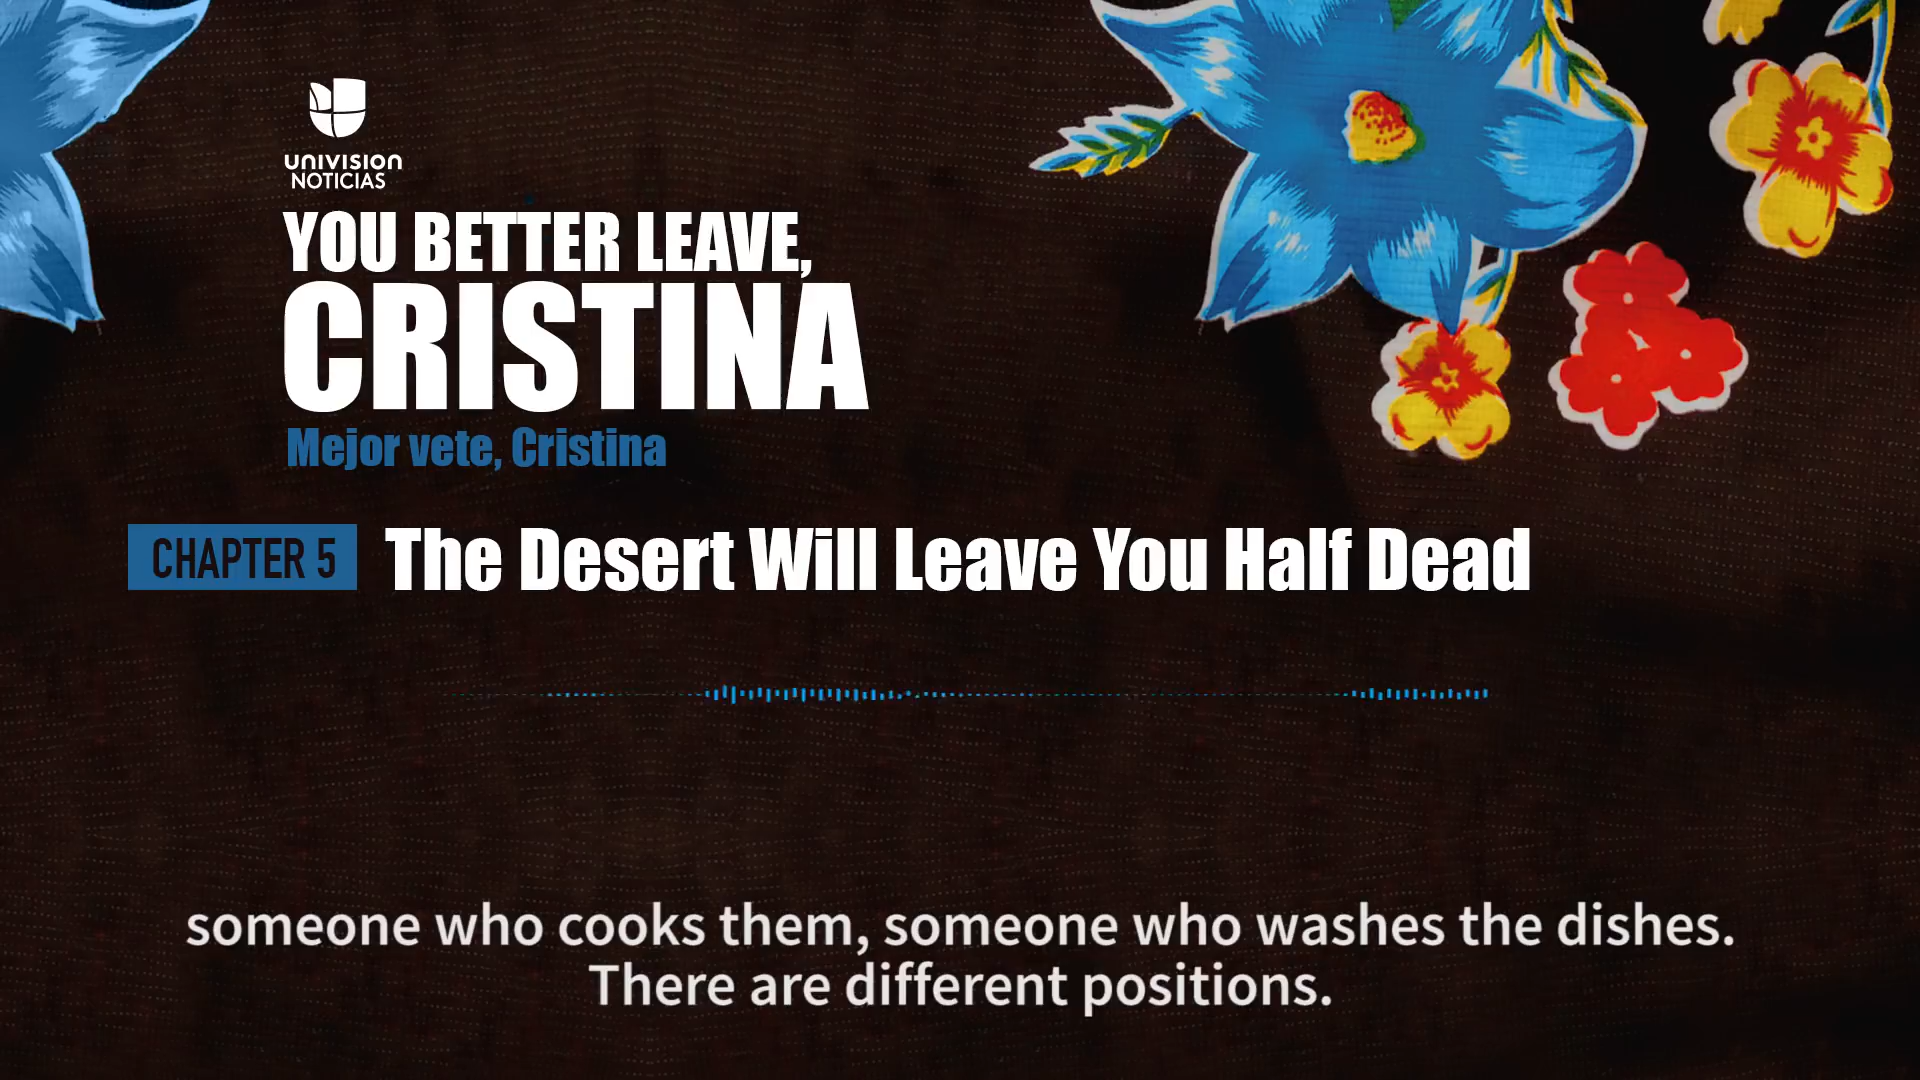 UNIVISION
NOTICIAS
YOU BETTER LEAVE,
CRISTINA
Mejor vete, Cristina
CHAPTER 5 The Desert Will Leave You Half Dead
someone who cooks them, someone who washes the dishes.
There are different positions.